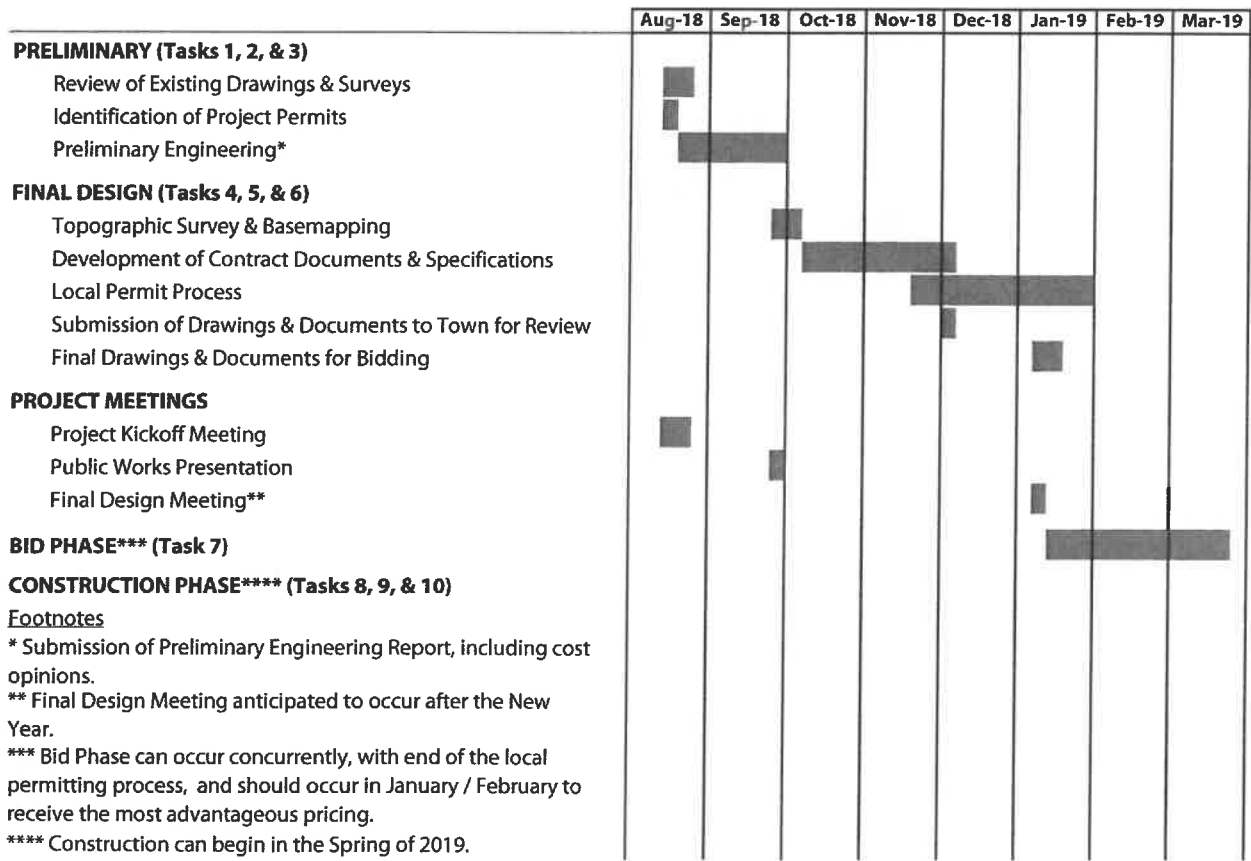 Aug-18 Sep-18 Oct-18 Nov-18 Dec-18 Jan-19 Feb-19 Mar-19
PRELIMINARY (Tasks 1, 2, & 3)
Review of Existing Drawings & Surveys
Identification of Project Permits
Preliminary Engineering*
FINAL DESIGN (Tasks 4, 5, & 6)
Topographic Survey & Basemapping
Development of Contract Documents & Specifications
Local Permit Process
Submission of Drawings & Documents to Town for Review
Final Drawings & Documents for Bidding
PROJECT MEETINGS
Project Kickoff Meeting
Public Works Presentation
Final Design Meeting**
BID PHASE*** (Task 7)
CONSTRUCTION PHASE**** (Tasks 8, 9, & 10)
Footnotes
* Submission of Preliminary Engineering Report, including cost
opinions.
** Final Design Meeting anticipated to occur after the New
Year.
*** Bid Phase can occur concurrently, with end of the local
permitting process, and should occur in January / February to
receive the most advantageous pricing.
**** Construction can begin in the Spring of 2019.